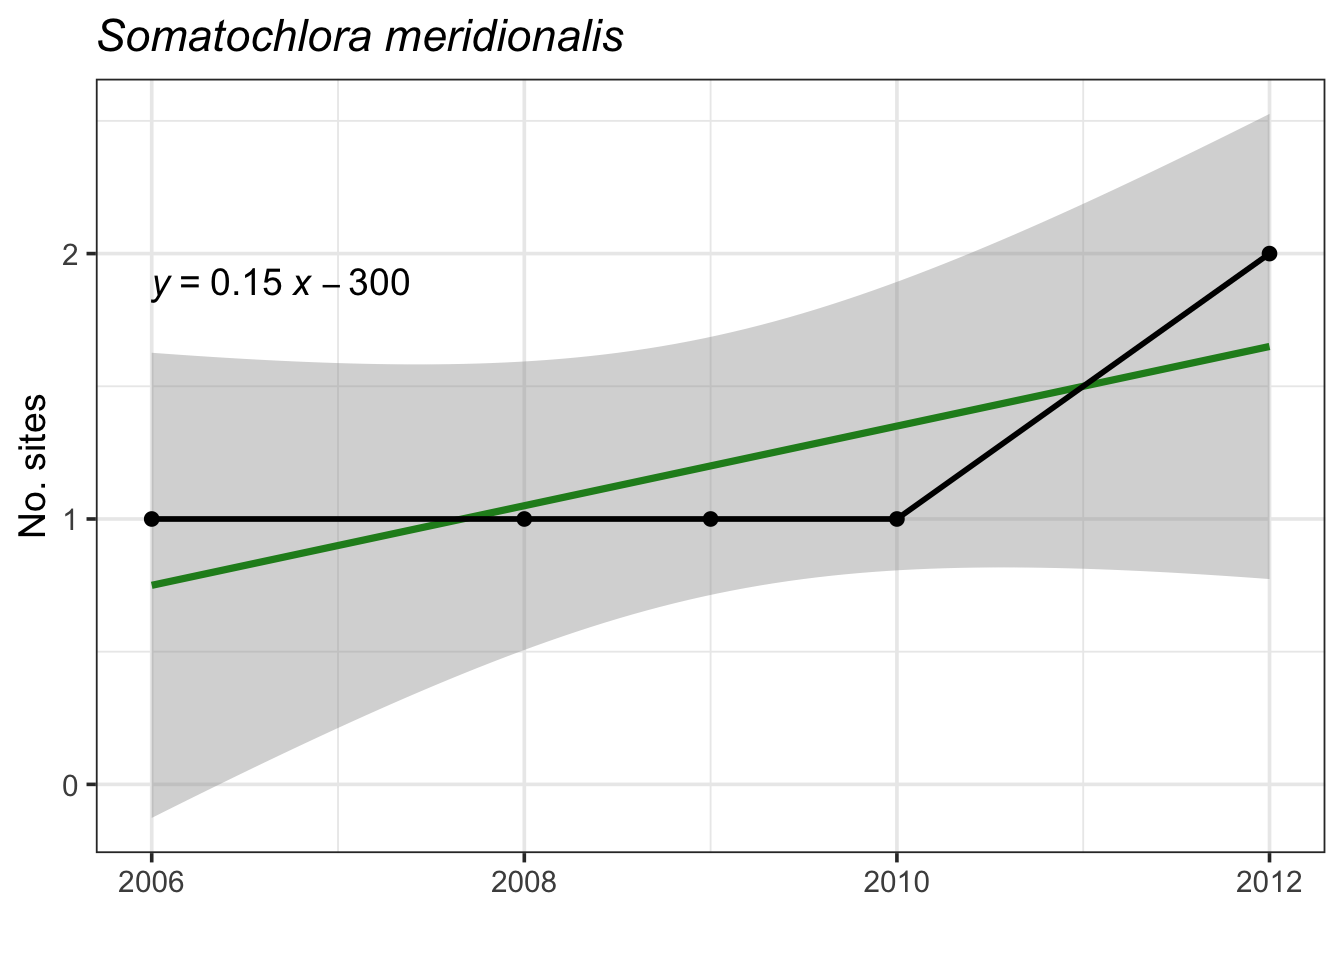 Somatochlora meridionalis
y = 0.15 x – 300
No. sites
2
1
0
2006 2008 2010 2012